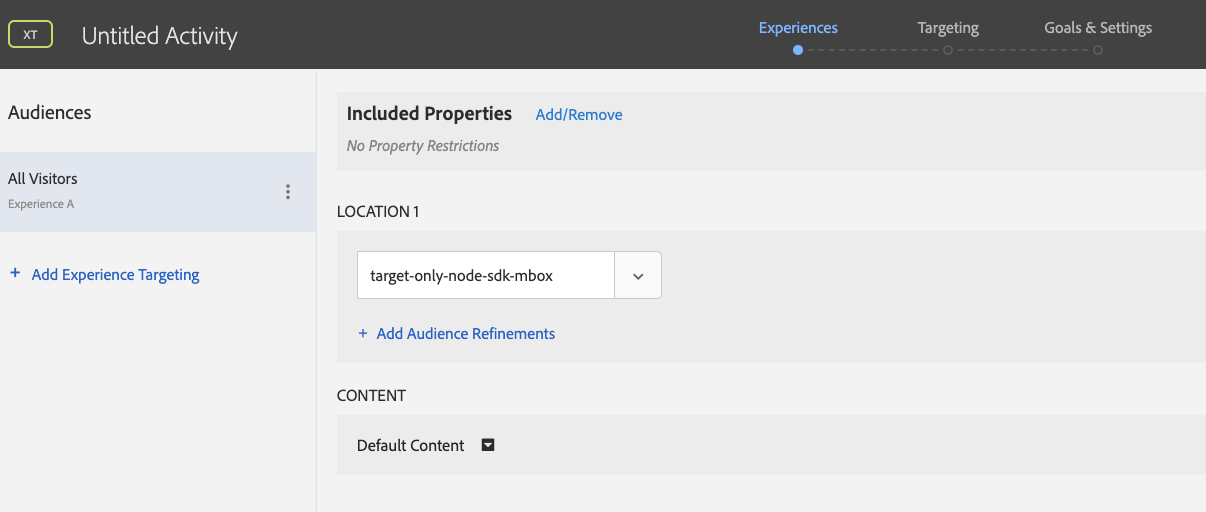 XT
Untitled Activity
Experiences
Targeting
Goals & Settings
Audiences
All Visitors
Experience A
+ Add Experience Targeting
Included Properties Add/Remove
No Property Restrictions
LOCATION 1
target-only-node-sdk-mbox
+ Add Audience Refinements
CONTENT
Default Content